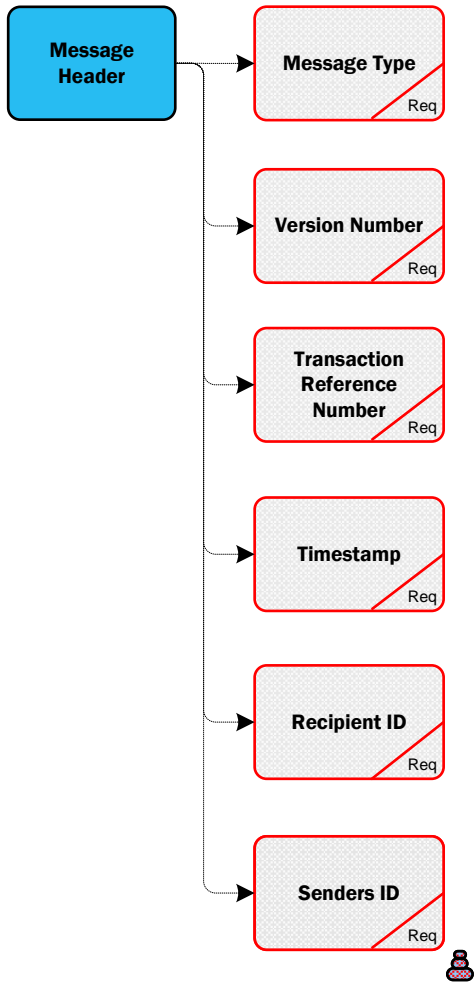 Message
Header
Message Type
Req
Version Number
Req
Transaction
Reference
Number
Req
Timestamp
Req
Recipient ID
Req
Senders ID
Req